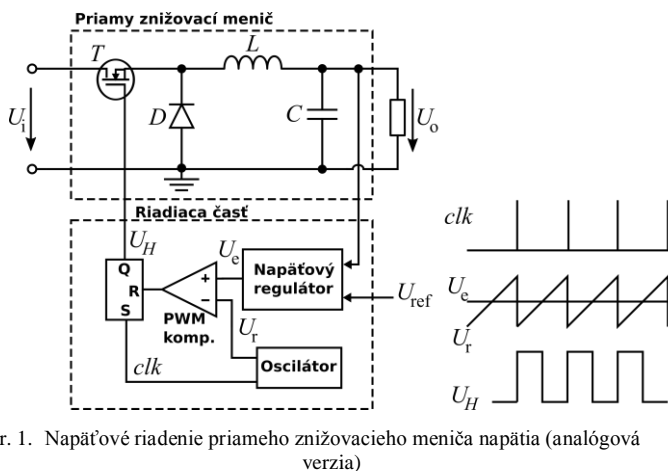 Priamy znižovací menič
T
L
U_i
D
C
U_o
Riadiaca časť
U_H
Q
R
S
U_e
+
−
Napäťový
regulátor
U_ref
PWM
komp.
U_r
clk
Oscilátor
clk
U_e
U_r
U_H
r. 1. Napäťové riadenie priameho znižovacieho meniča napätia (analógová
verzia)